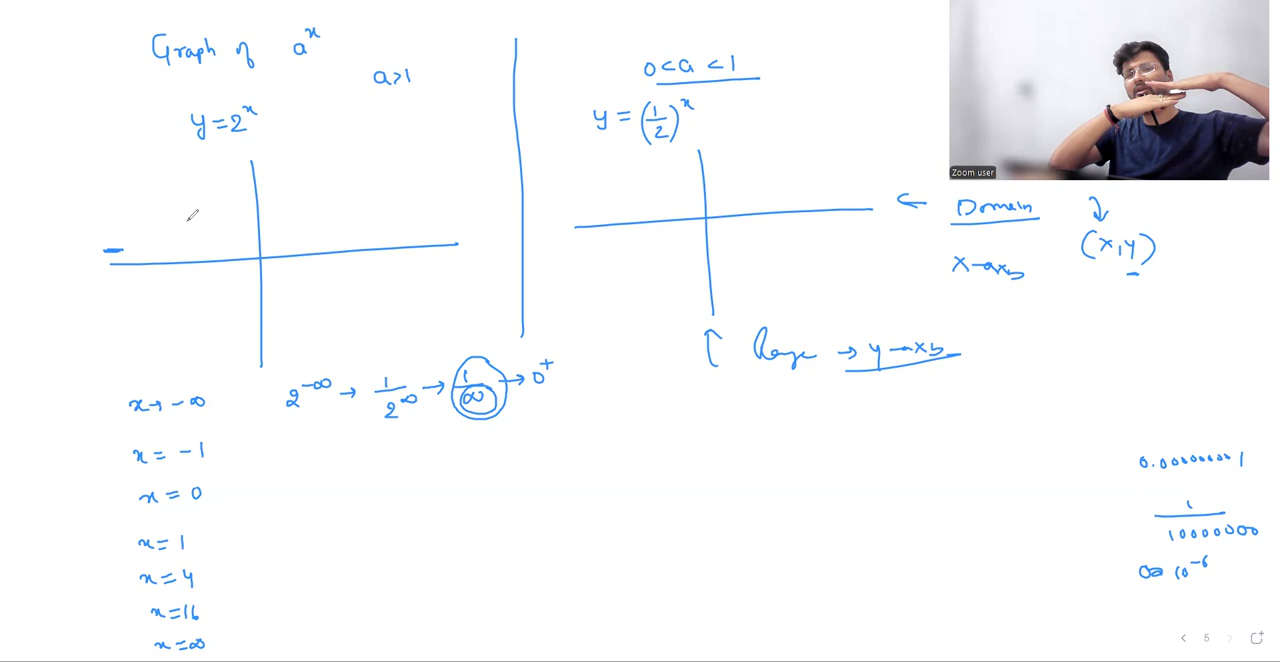 Graph of a^x
a>1
y=2^x
0<a<1
y=(1/2)^x
Zoom user
← Domain ↓
(x,y)
x-axis
↑ Range → y-axis
x→-∞
2^-∞ → 1/2^∞ → 1/∞ → 0^+
x=-1
x=0
x=1
x=4
x=16
x=∞
0.000000001
1/10000000
10^-6
5